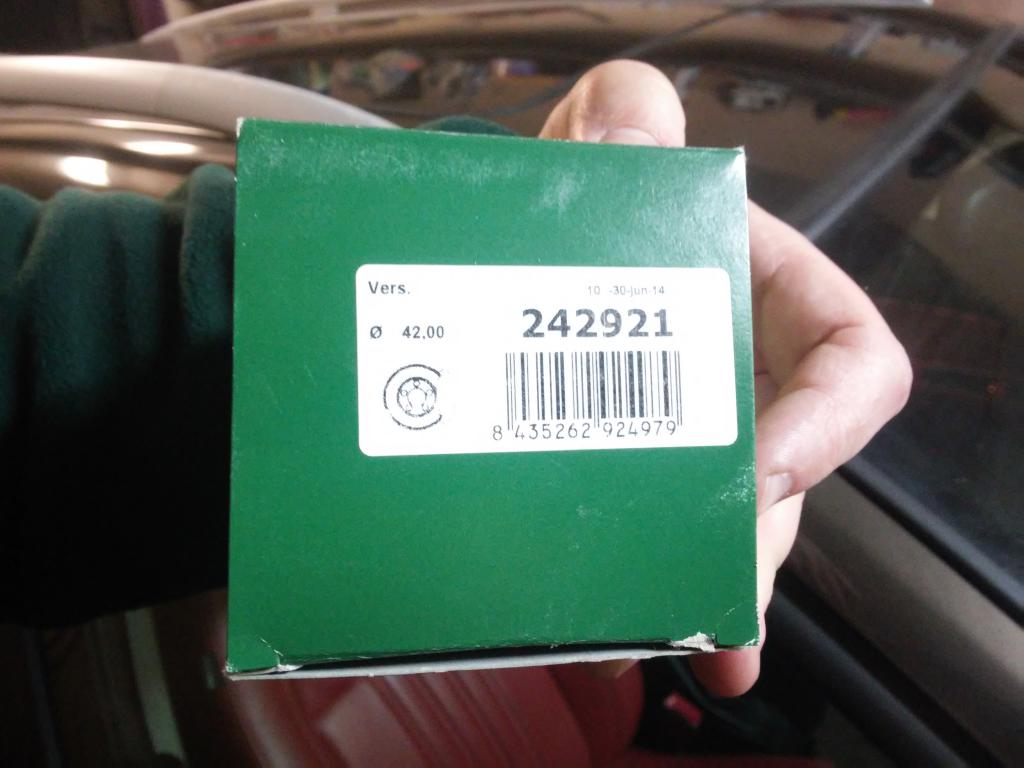 Vers.
10 -30-jun-14
Ø 42,00
242921
8 435262 924979